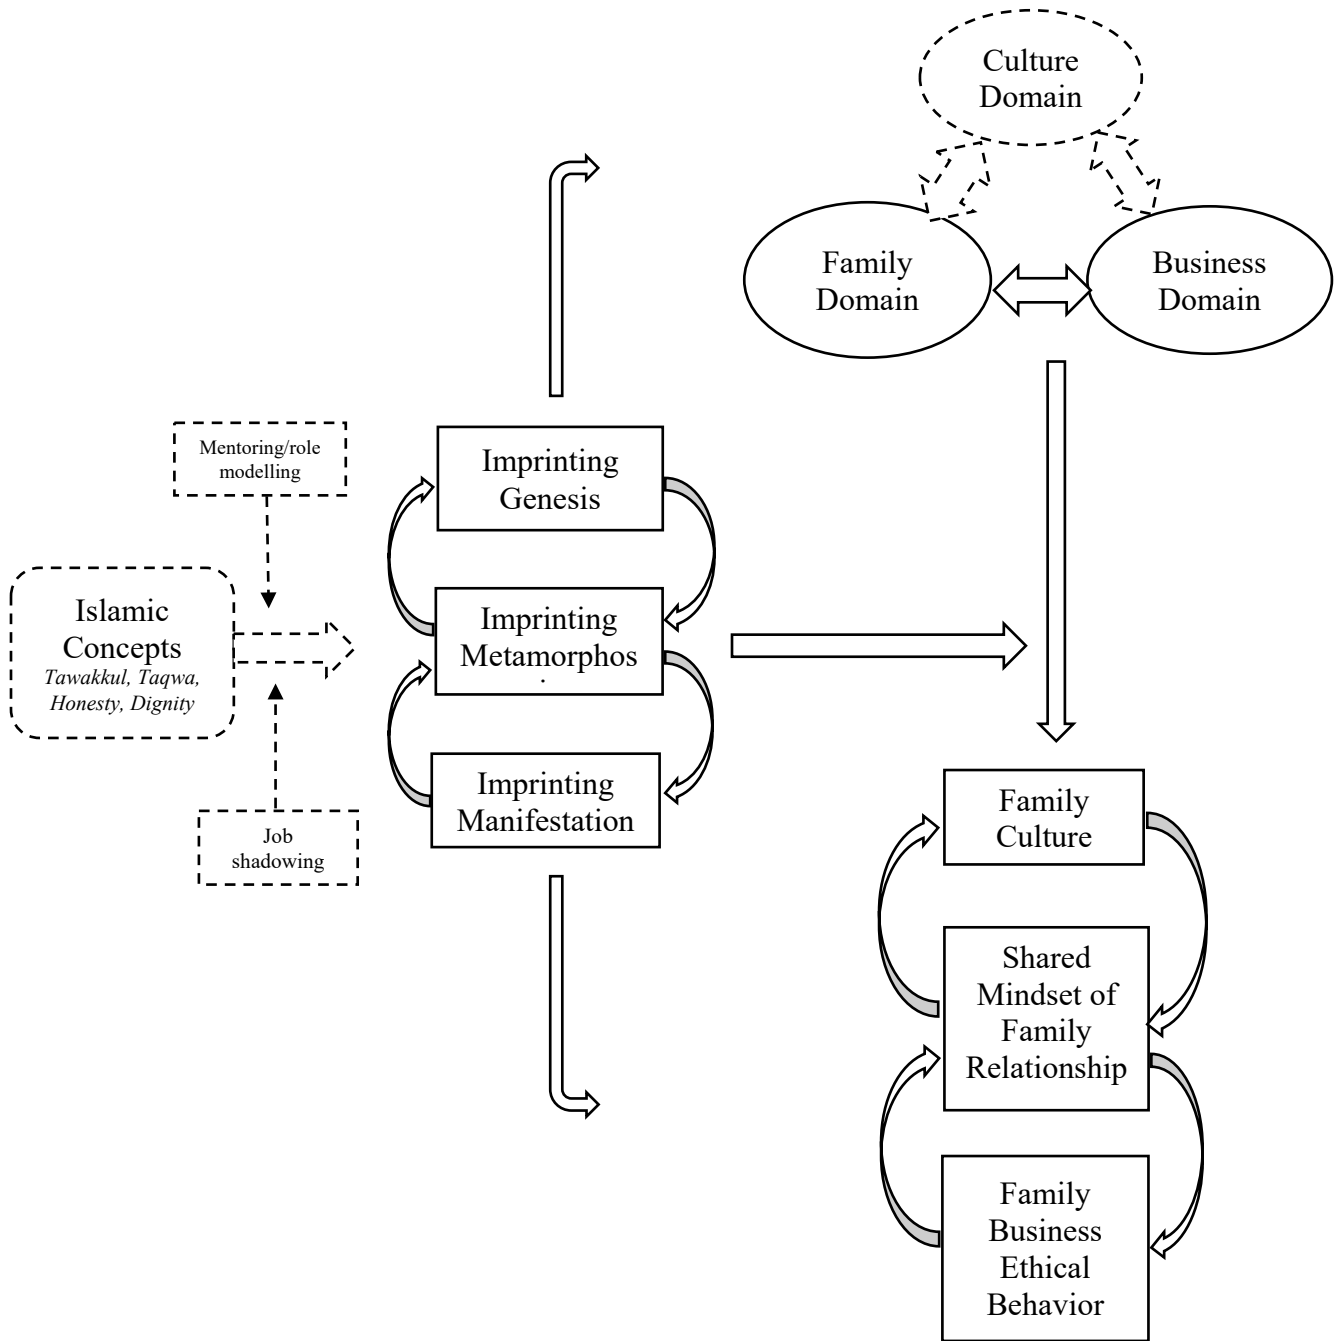 Culture
Domain
Family
Domain
Business
Domain
Mentoring/role
modelling
Imprinting
Genesis
Islamic
Concepts
Tawakkul, Taqwa,
Honesty, Dignity
Imprinting
Metamorphos
Imprinting
Manifestation
Job
shadowing
Family
Culture
Shared
Mindset of
Family
Relationship
Family
Business
Ethical
Behavior